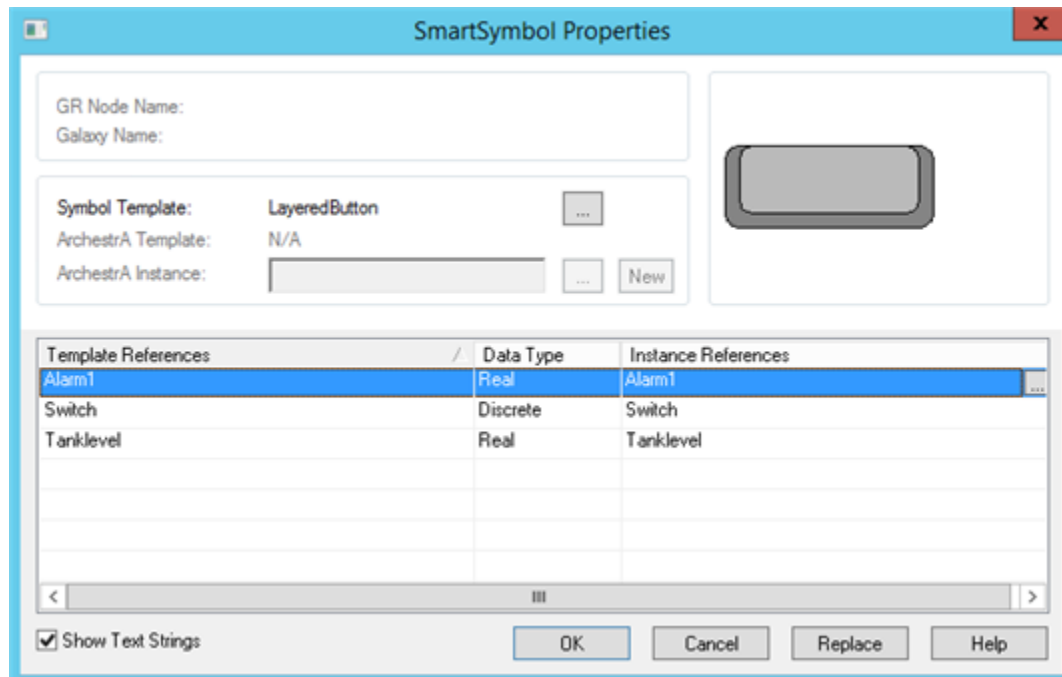 SmartSymbol Properties
x
GR Node Name:
Galaxy Name:
Symbol Template: LayeredButton ...
ArchestrA Template: N/A
ArchestrA Instance: ... New
Template References / Data Type Instance References
Alarm1 Real Alarm1 ...
Switch Discrete Switch
Tanklevel Real Tanklevel
Show Text Strings OK Cancel Replace Help